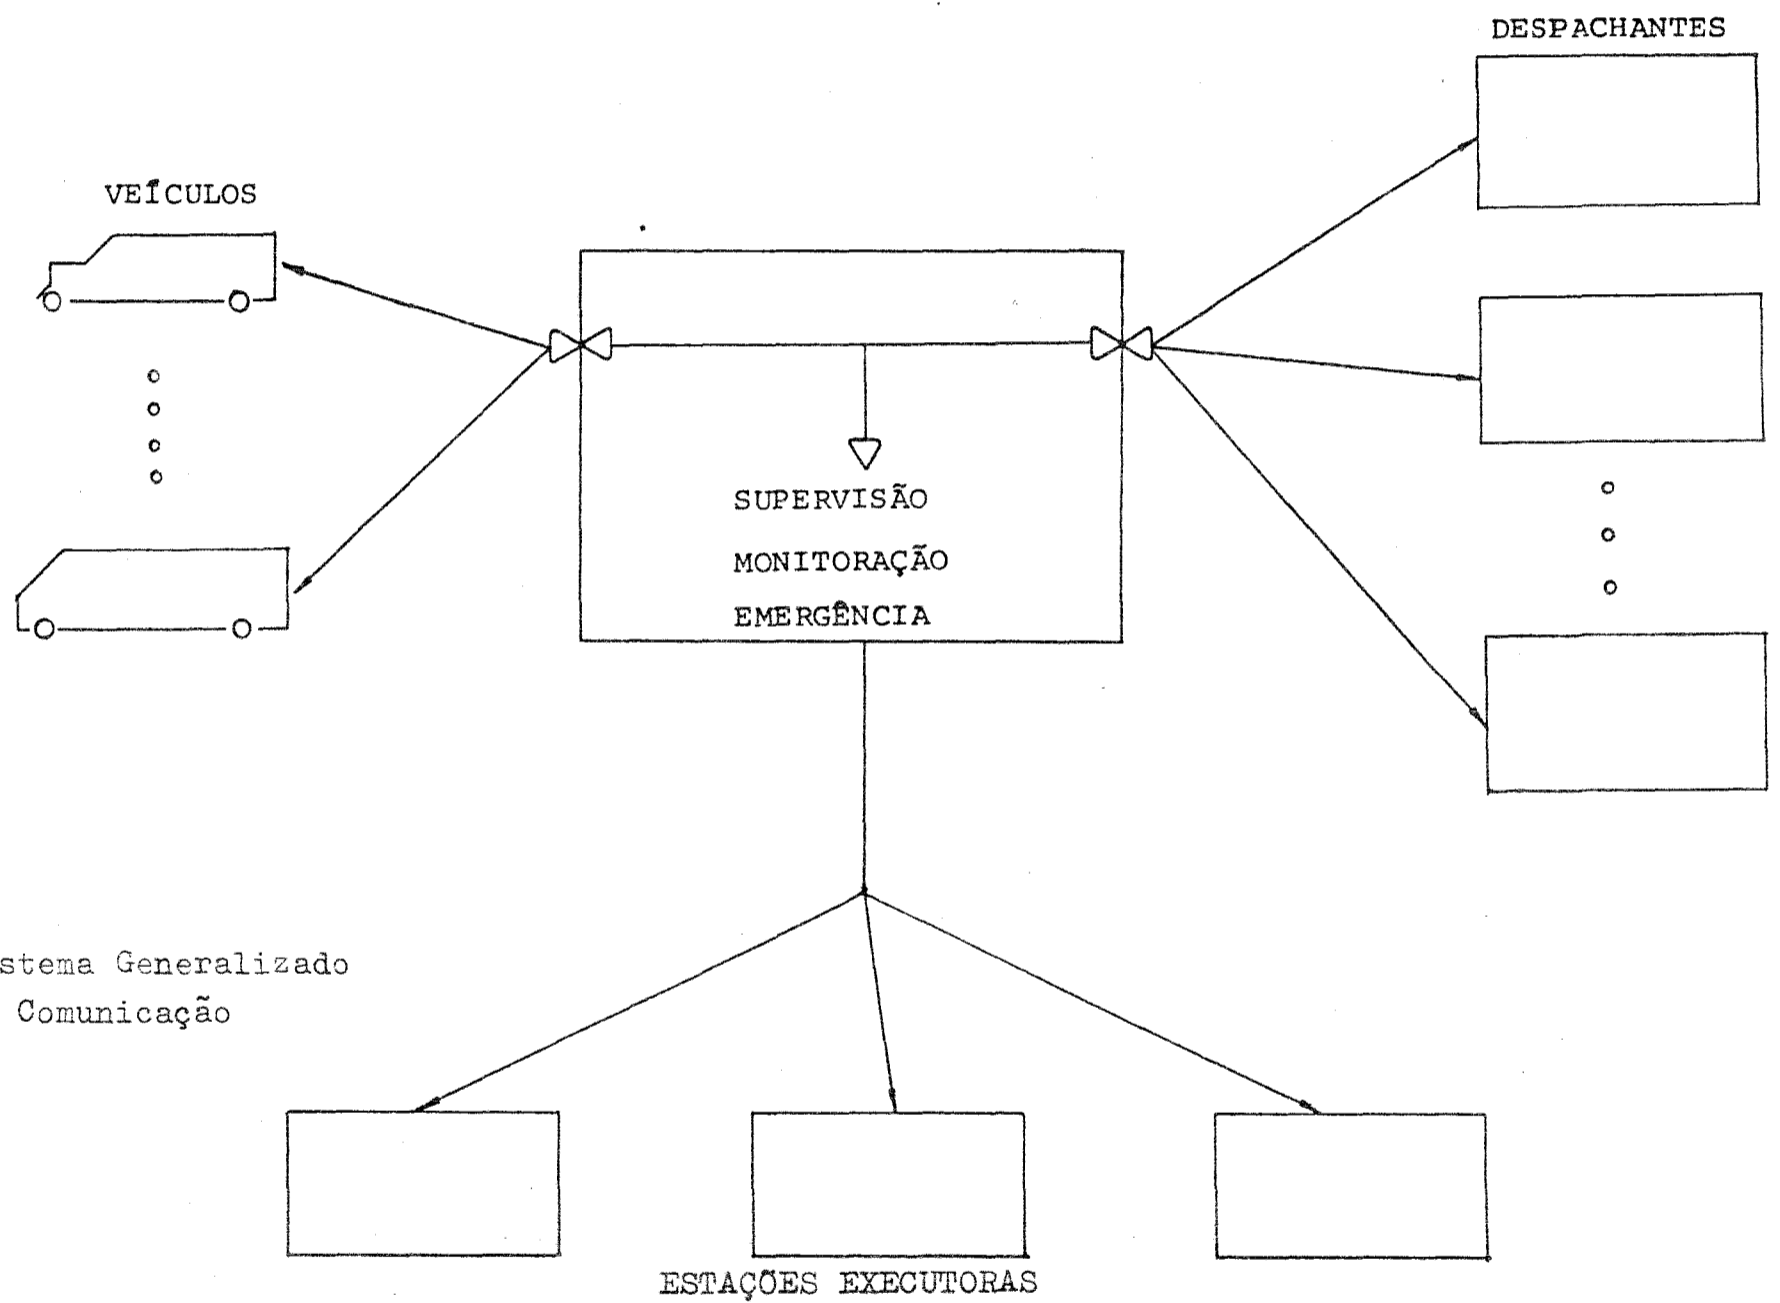 DESPACHANTES
VEÍCULOS
SUPERVISÃO
MONITORAÇÃO
EMERGÊNCIA
stema Generalizado
Comunicação
ESTAÇÕES EXECUTORAS